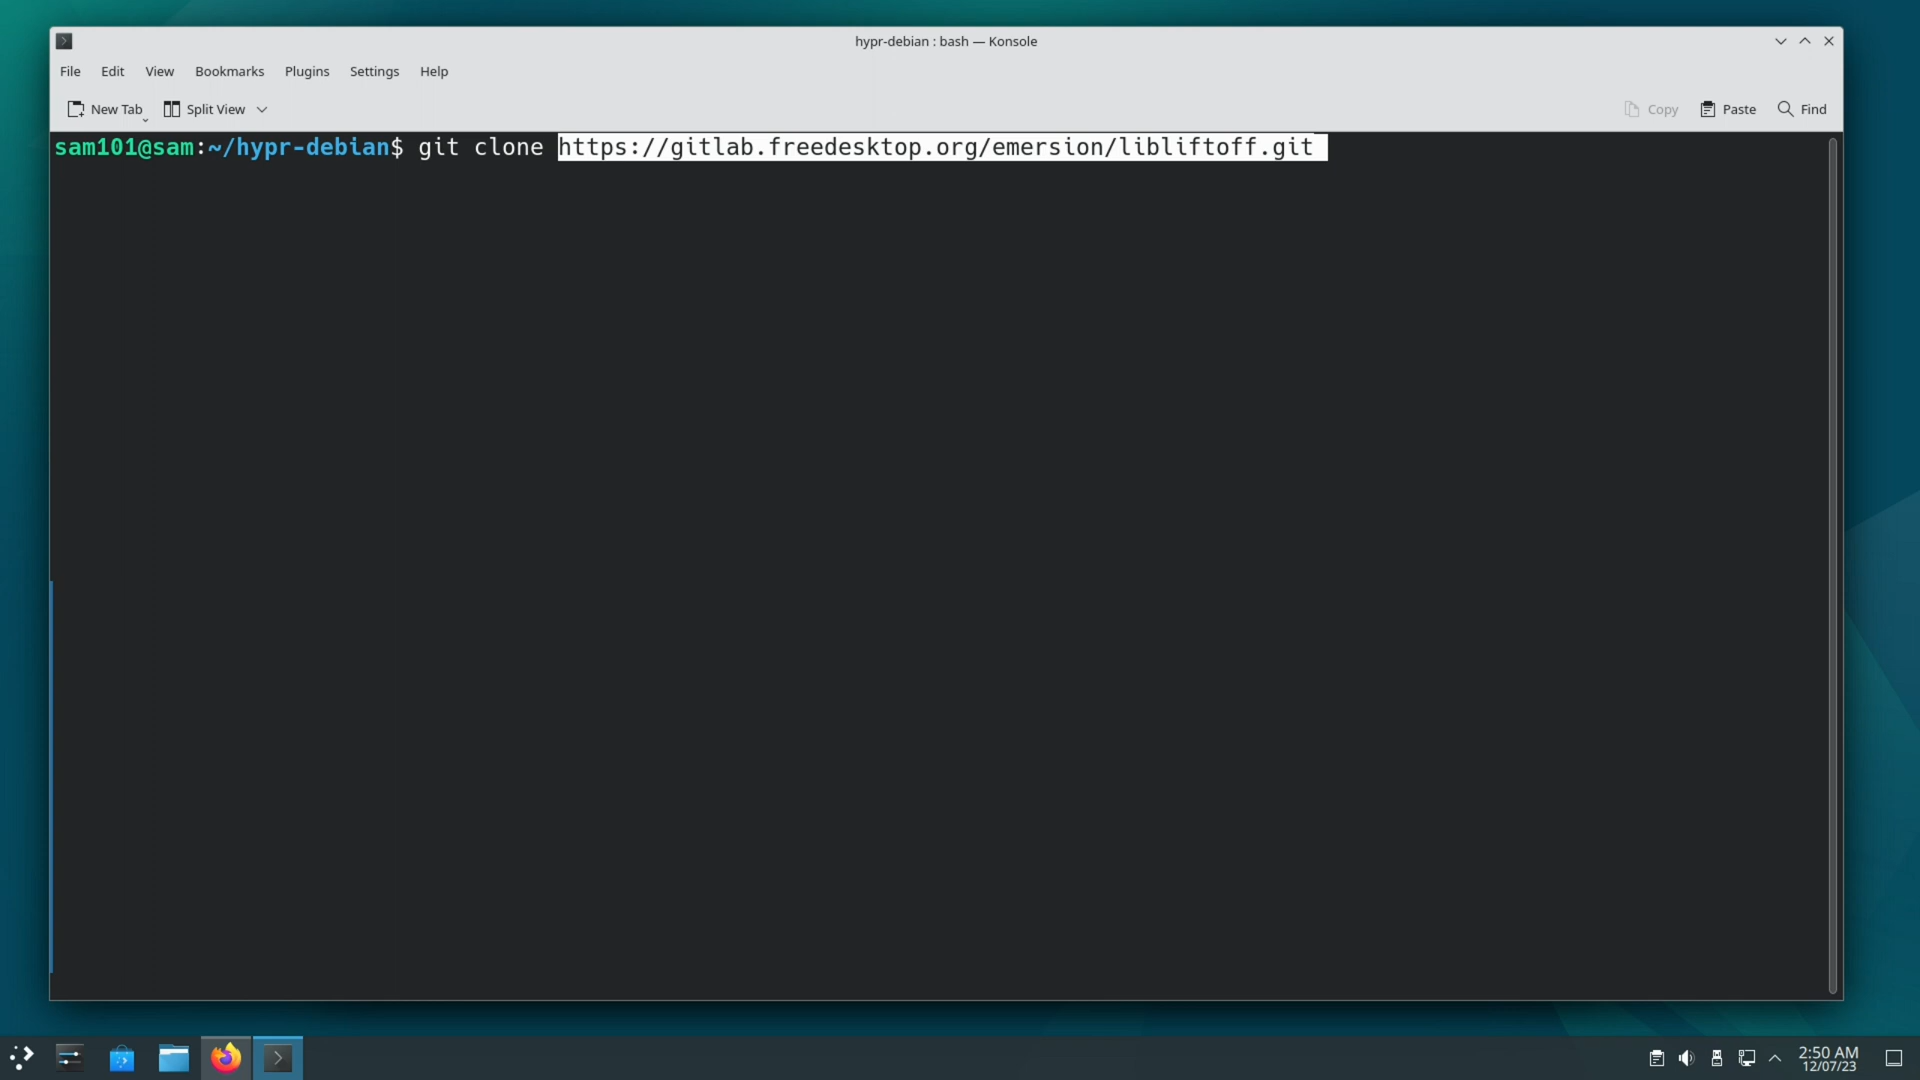 hypr-debian : bash — Konsole
File Edit View Bookmarks Plugins Settings Help
New Tab Split View Copy Paste Find
sam101@sam:~/hypr-debian$ git clone https://gitlab.freedesktop.org/emersion/libliftoff.git
2:50 AM
12/07/23